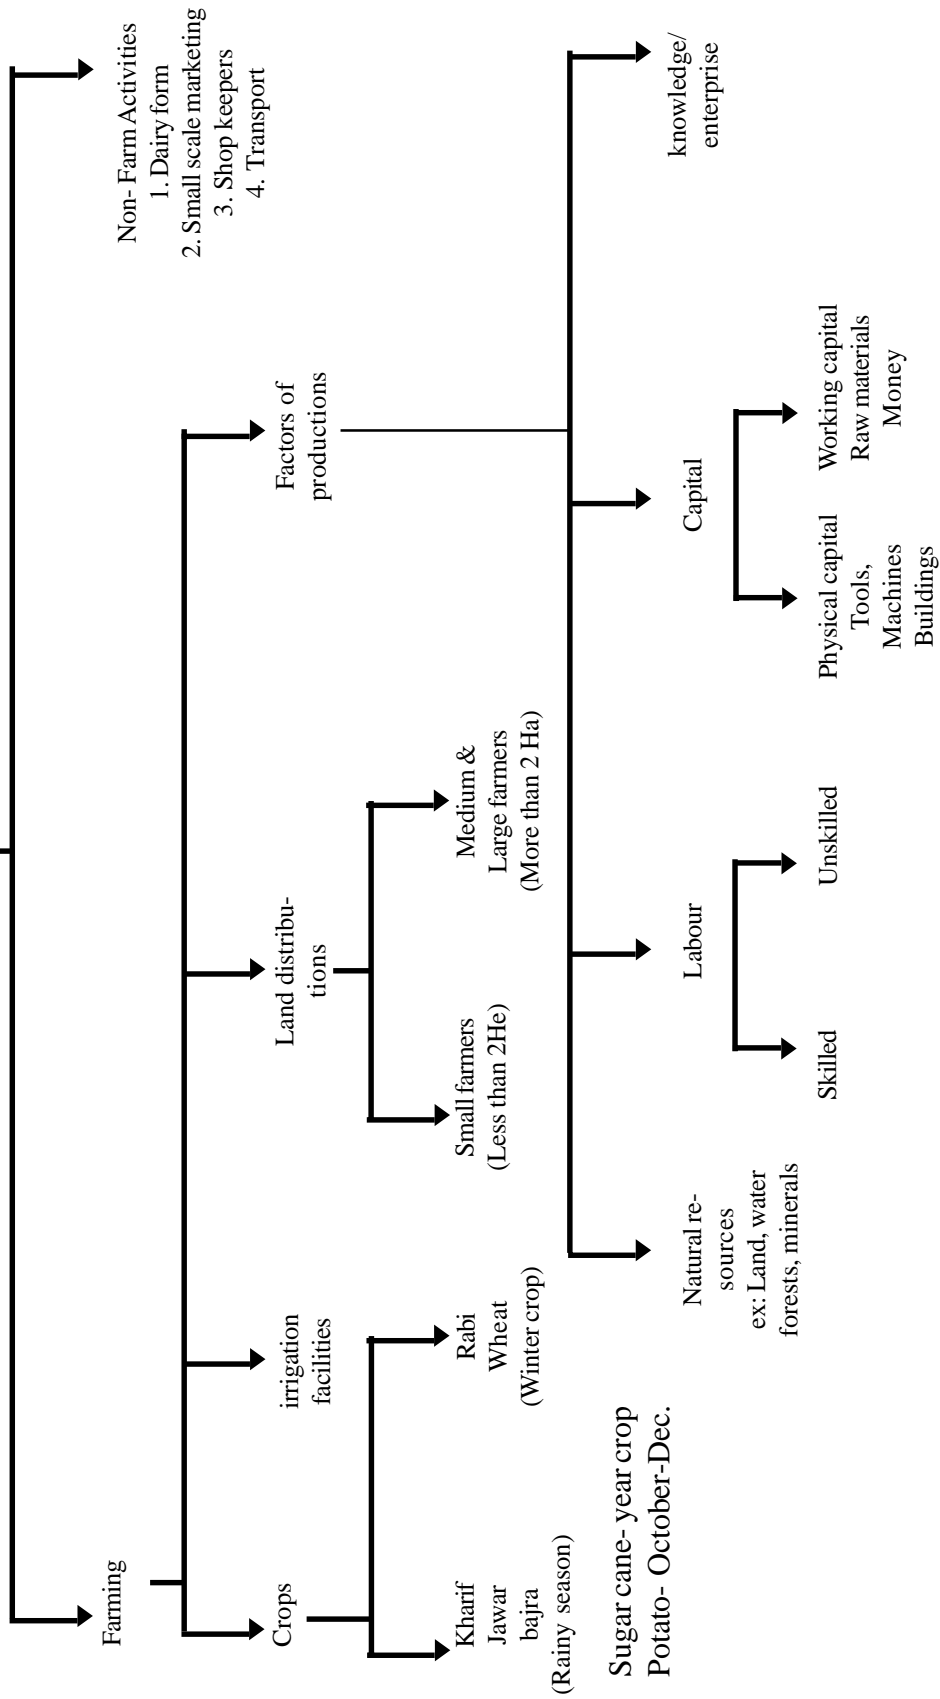 Farming
Non- Farm Activities
1. Dairy form
2. Small scale marketing
3. Shop keepers
4. Transport
Crops
irrigation
facilities
Land distribu-
tions
Factors of
productions
Kharif
Jawar
bajra
(Rainy season)
Rabi
Wheat
(Winter crop)
Small farmers
(Less than 2He)
Medium &
Large farmers
(More than 2 Ha)
Sugar cane- year crop
Potato- October-Dec.
Natural re-
sources
ex: Land, water
forests, minerals
Labour
Capital
knowledge/
enterprise
Skilled
Unskilled
Physical capital
Tools,
Machines
Buildings
Working capital
Raw materials
Money